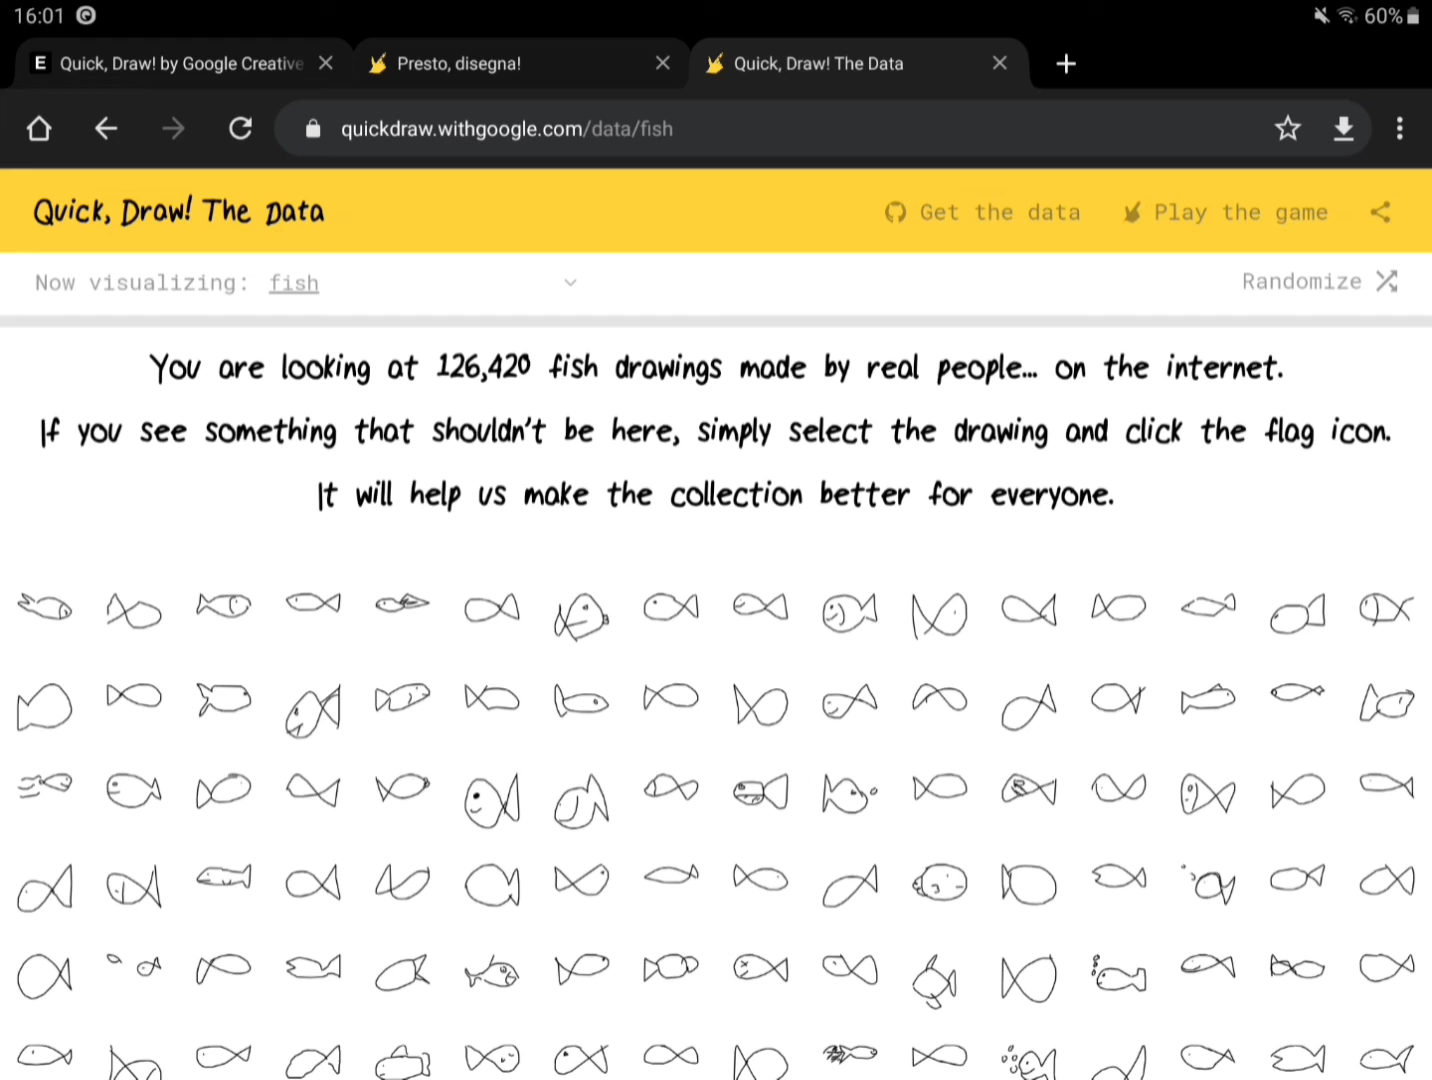 16:01
60%
E Quick, Draw! by Google Creative
Presto, disegna!
Quick, Draw! The Data
quickdraw.withgoogle.com/data/fish
Quick, Draw! The Data
Get the data
Play the game
Now visualizing: fish
Randomize
You are looking at 126,420 fish drawings made by real people... on the internet.
If you see something that shouldn't be here, simply select the drawing and click the flag icon.
It will help us make the collection better for everyone.